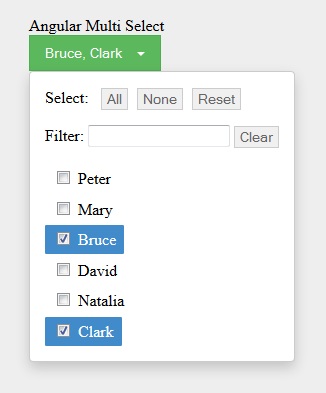 Angular Multi Select
Bruce, Clark
Select: All None Reset
Filter: Clear
Peter
Mary
Bruce
David
Natalia
Clark